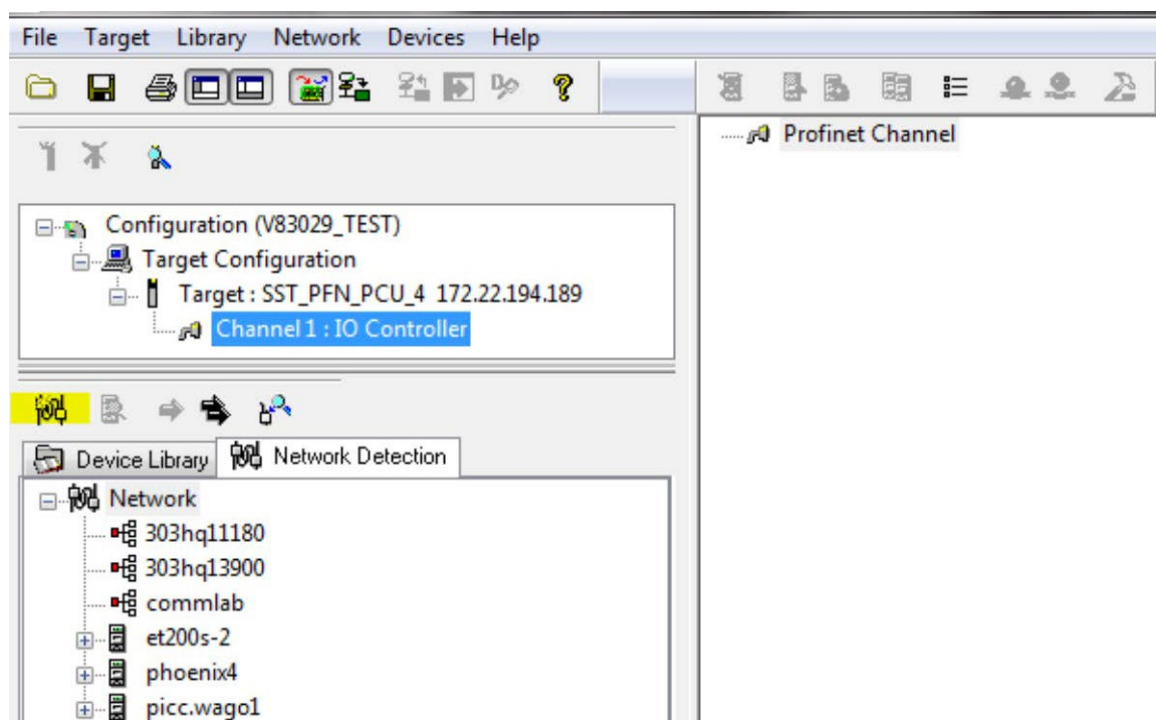 File Target Library Network Devices Help
Profinet Channel
Configuration (V83029_TEST)
Target Configuration
Target : SST_PFN_PCU_4 172.22.194.189
Channel 1 : IO Controller
Device Library Network Detection
Network
303hq11180
303hq13900
commlab
et200s-2
phoenix4
picc.wago1